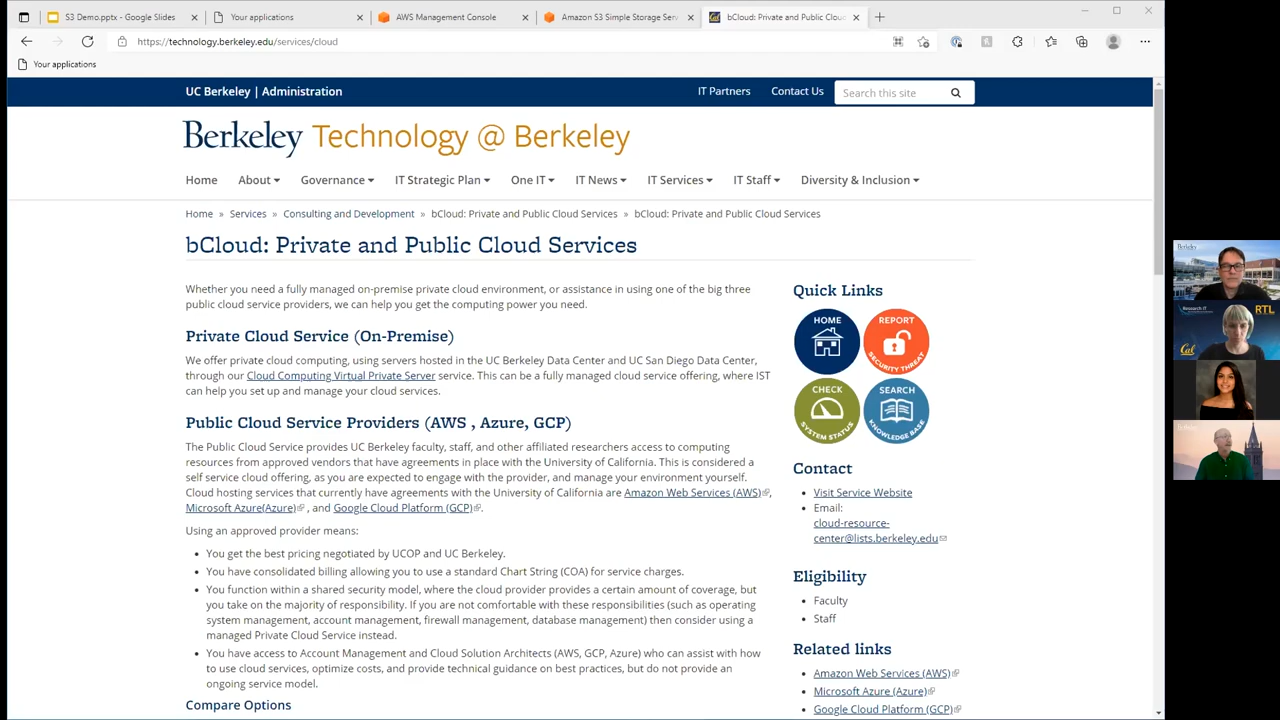 S3 Demo.pptx - Google Slides
Your applications
AWS Management Console
Amazon S3 Simple Storage Ser
bCloud: Private and Public Cloud
https://technology.berkeley.edu/services/cloud
Your applications
UC Berkeley | Administration
IT Partners
Contact Us
Search this site
Berkeley Technology @ Berkeley
Home
About
Governance
IT Strategic Plan
One IT
IT News
IT Services
IT Staff
Diversity & Inclusion
Home » Services » Consulting and Development » bCloud: Private and Public Cloud Services » bCloud: Private and Public Cloud Services
bCloud: Private and Public Cloud Services
Whether you need a fully managed on-premise private cloud environment, or assistance in using one of the big three
public cloud service providers, we can help you get the computing power you need.
Private Cloud Service (On-Premise)
We offer private cloud computing, using servers hosted in the UC Berkeley Data Center and UC San Diego Data Center,
through our Cloud Computing Virtual Private Server service. This can be a fully managed cloud service offering, where IST
can help you set up and manage your cloud services.
Public Cloud Service Providers (AWS , Azure, GCP)
The Public Cloud Service provides UC Berkeley faculty, staff, and other affiliated researchers access to computing
resources from approved vendors that have agreements in place with the University of California. This is considered a
self service cloud offering, as you are expected to engage with the provider, and manage your environment yourself.
Cloud hosting services that currently have agreements with the University of California are Amazon Web Services (AWS),
Microsoft Azure(Azure) , and Google Cloud Platform (GCP).
Using an approved provider means:
• You get the best pricing negotiated by UCOP and UC Berkeley.
• You have consolidated billing allowing you to use a standard Chart String (COA) for service charges.
• You function within a shared security model, where the cloud provider provides a certain amount of coverage, but
you take on the majority of responsibility. If you are not comfortable with these responsibilities (such as operating
system management, account management, firewall management, database management) then consider using a
managed Private Cloud Service instead.
• You have access to Account Management and Cloud Solution Architects (AWS, GCP, Azure) who can assist with how
to use cloud services, optimize costs, and provide technical guidance on best practices, but do not provide an
ongoing service model.
Compare Options
Quick Links
HOME
REPORT
SECURITY THREAT
CHECK
SYSTEM STATUS
SEARCH
KNOWLEDGE BASE
Contact
• Visit Service Website
• Email:
cloud-resource-
center@lists.berkeley.edu
Eligibility
• Faculty
• Staff
Related links
• Amazon Web Services (AWS)
• Microsoft Azure (Azure)
• Google Cloud Platform (GCP)
Berkeley
Research IT
RTL
Cal
Berkeley